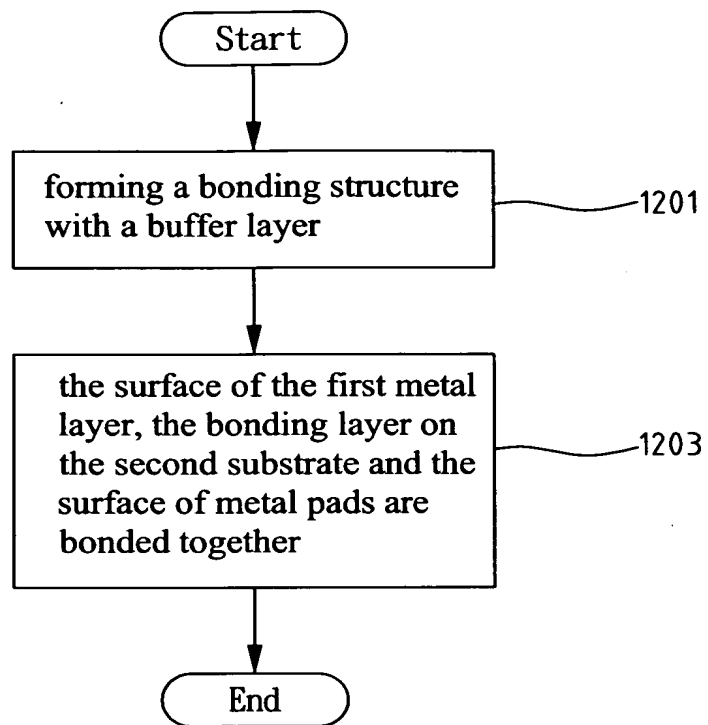 Start
forming a bonding structure
with a buffer layer
1201
the surface of the first metal
layer, the bonding layer on
the second substrate and the
surface of metal pads are
bonded together
1203
End